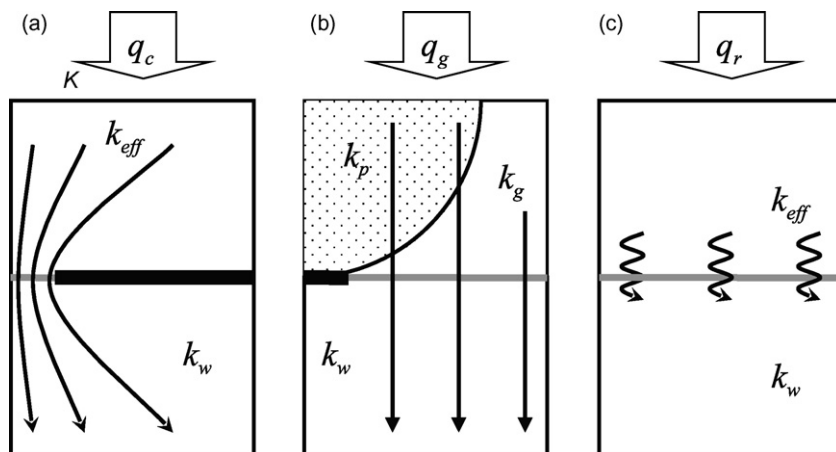 (a)
q_c
K
k_eff
k_w
(b)
q_g
k_p
k_g
k_w
(c)
q_r
k_eff
k_w